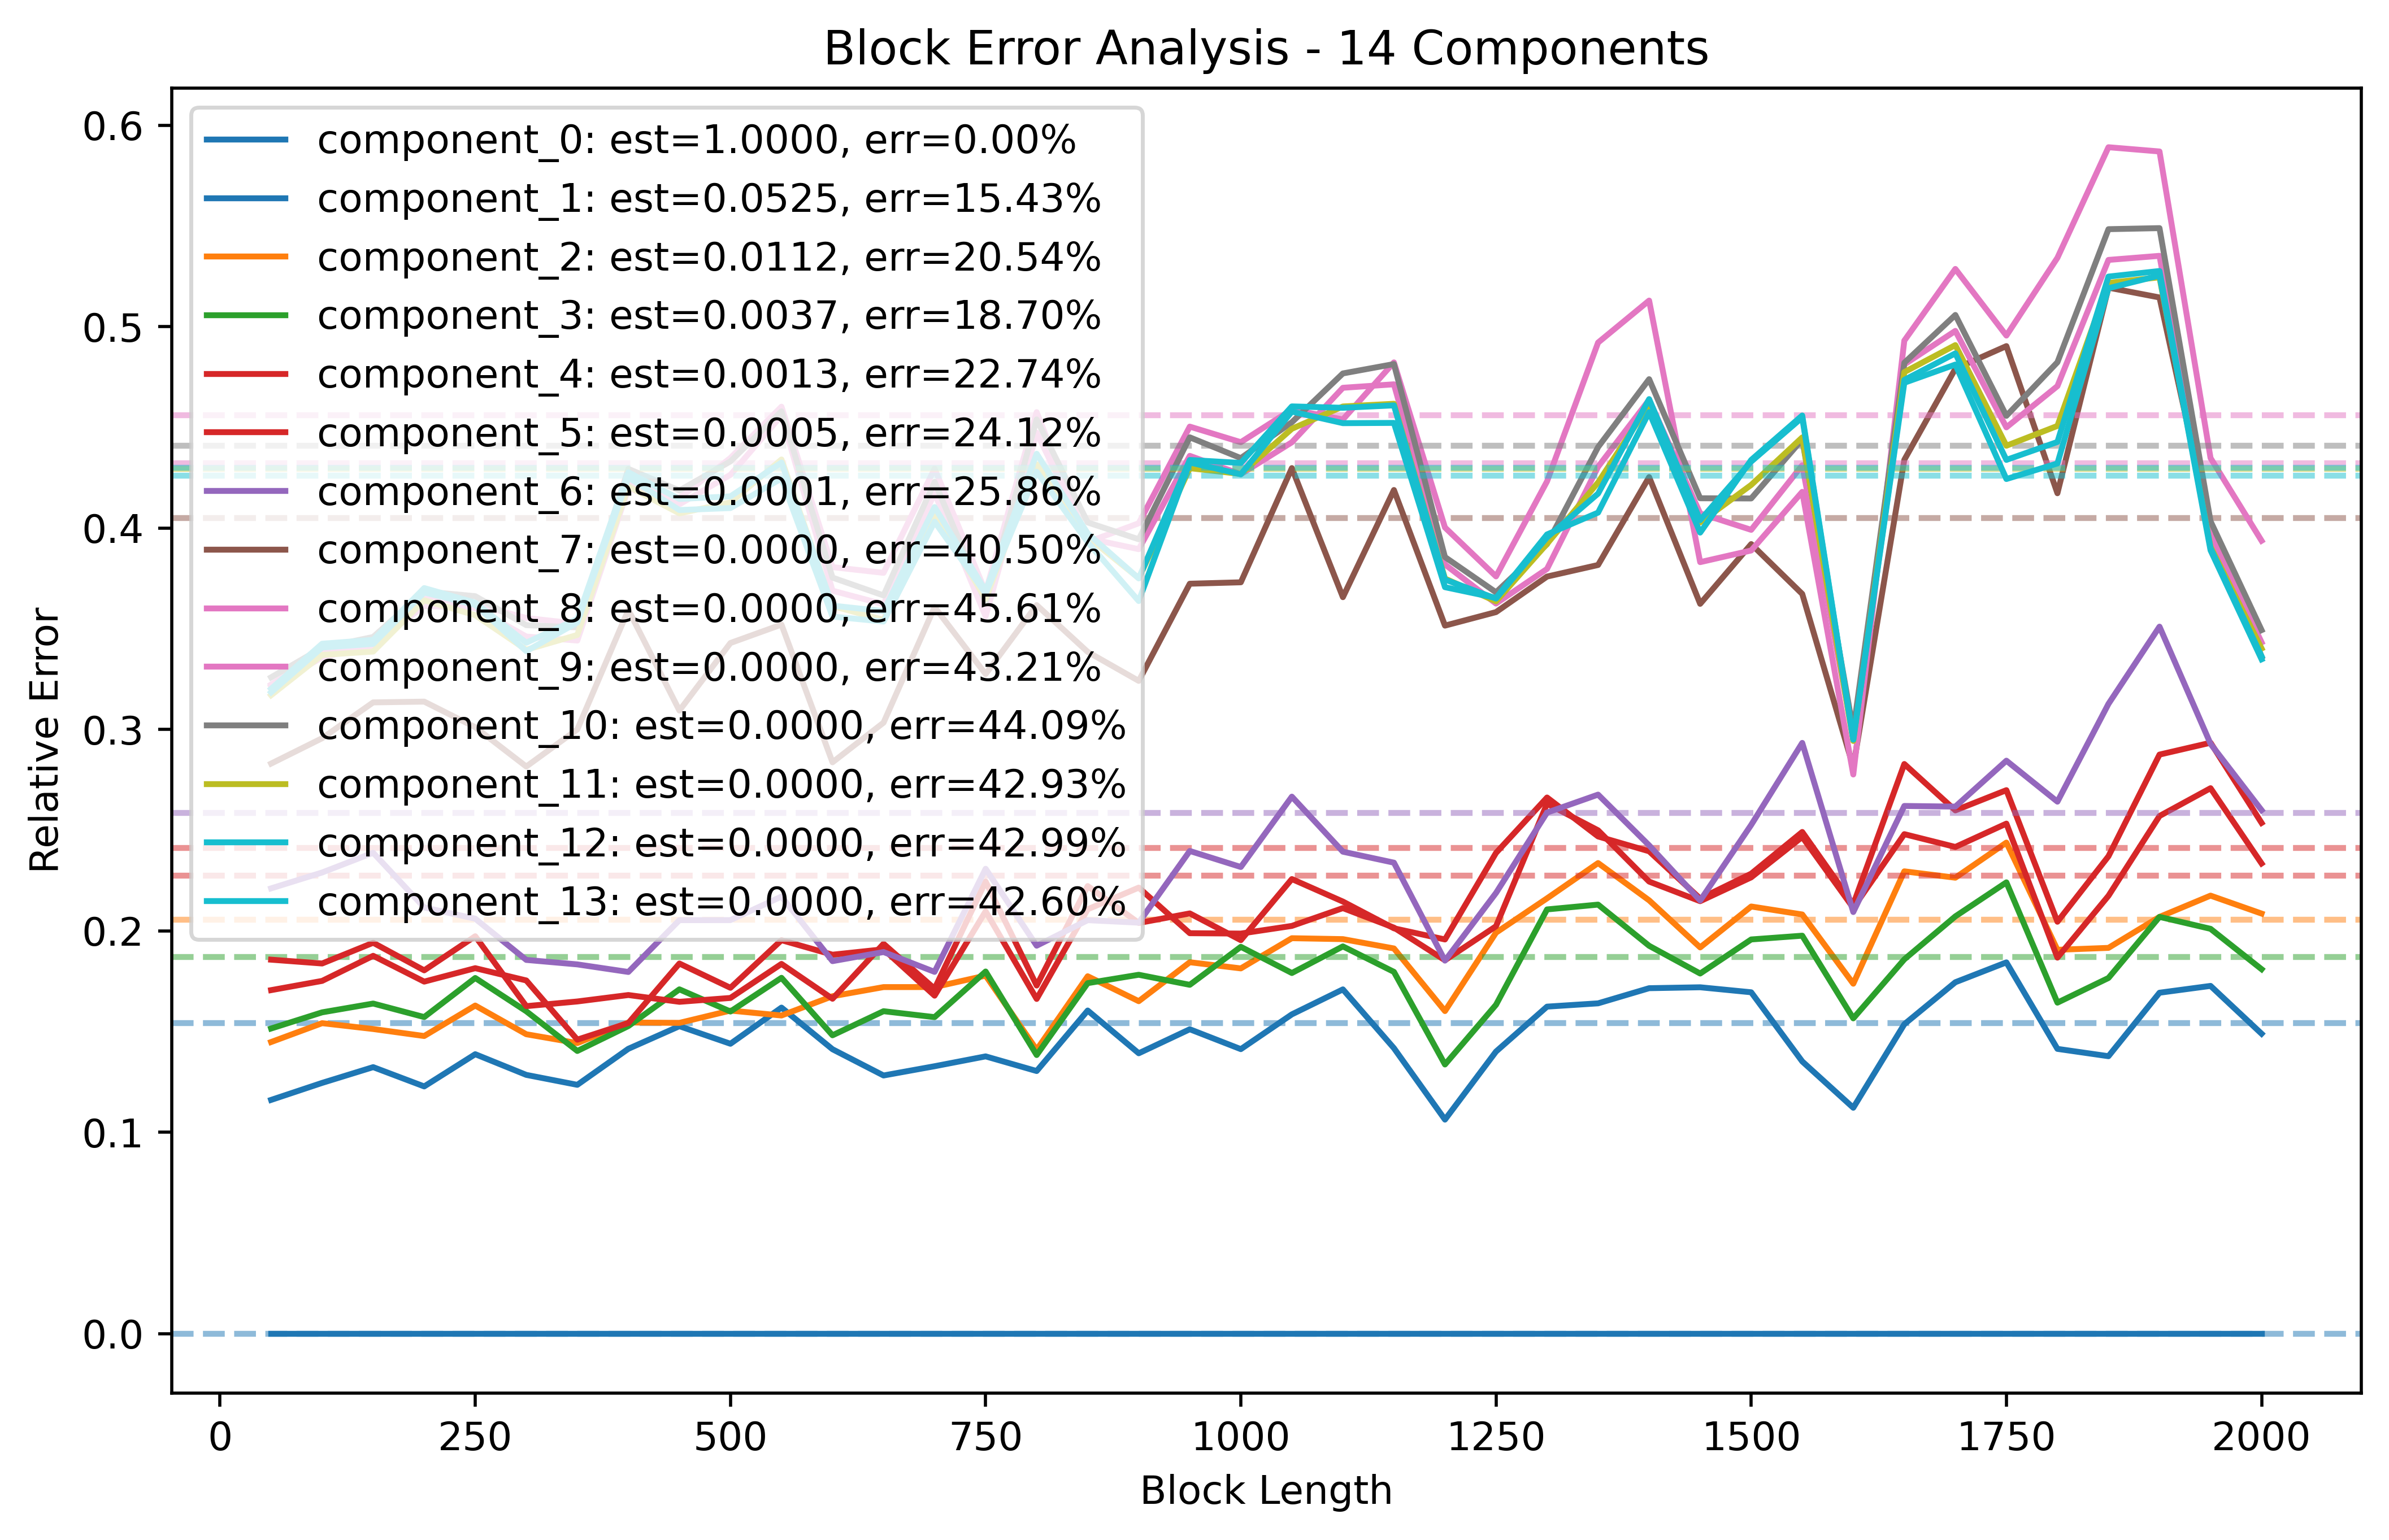 Block Error Analysis - 14 Components
component_0: est=1.0000, err=0.00%
component_1: est=0.0525, err=15.43%
component_2: est=0.0112, err=20.54%
component_3: est=0.0037, err=18.70%
component_4: est=0.0013, err=22.74%
component_5: est=0.0005, err=24.12%
component_6: est=0.0001, err=25.86%
component_7: est=0.0000, err=40.50%
component_8: est=0.0000, err=45.61%
component_9: est=0.0000, err=43.21%
component_10: est=0.0000, err=44.09%
component_11: est=0.0000, err=42.93%
component_12: est=0.0000, err=42.99%
component_13: est=0.0000, err=42.60%
Relative Error
0.6
0.5
0.4
0.3
0.2
0.1
0.0
0 250 500 750 1000 1250 1500 1750 2000
Block Length